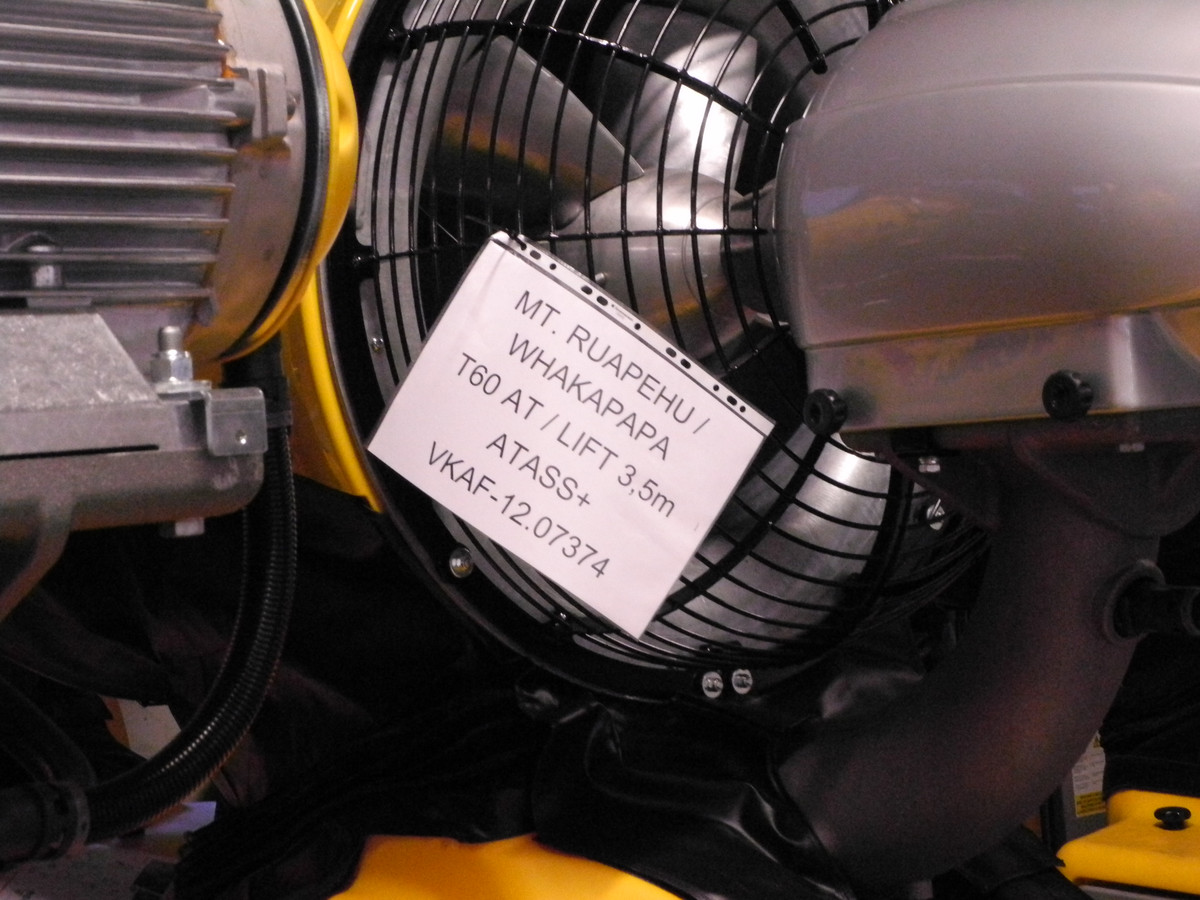 MT. RUAPEHU /
WHAKAPAPA
T60 AT / LIFT 3,5m
ATASS+
VKAF-12.07374